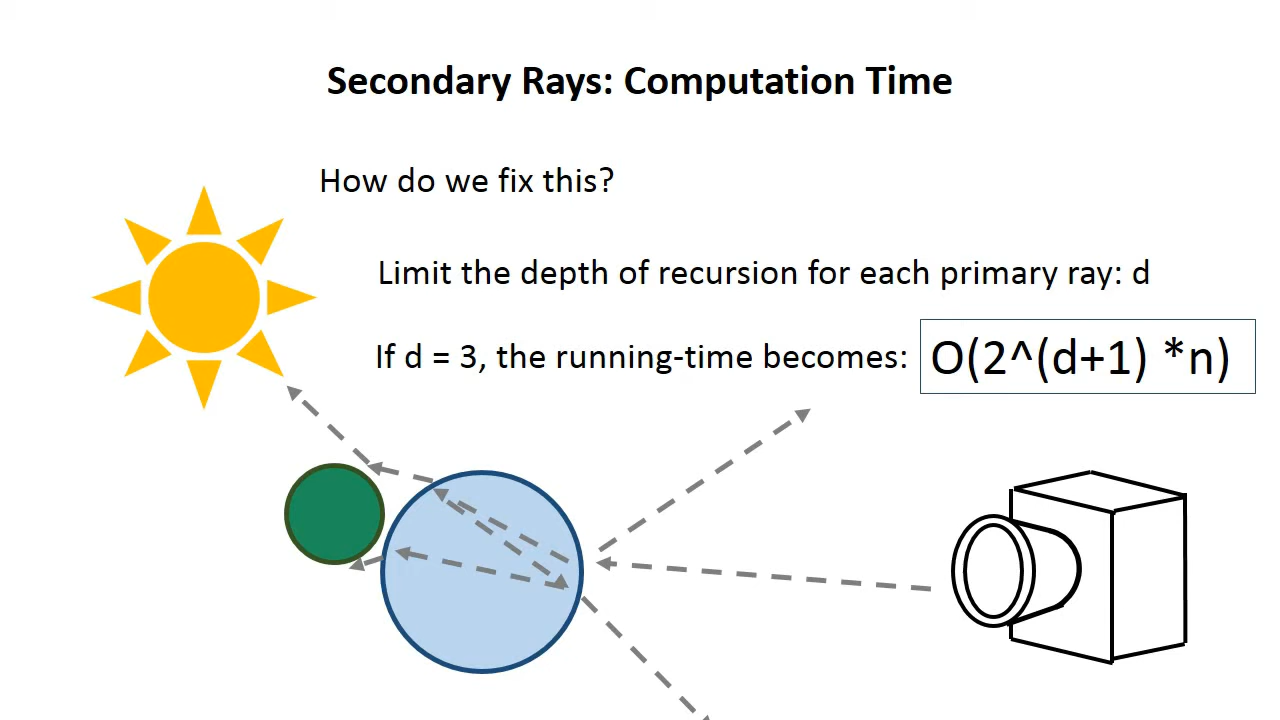 Secondary Rays: Computation Time
How do we fix this?
Limit the depth of recursion for each primary ray: d
If d = 3, the running-time becomes: O(2^(d+1) *n)